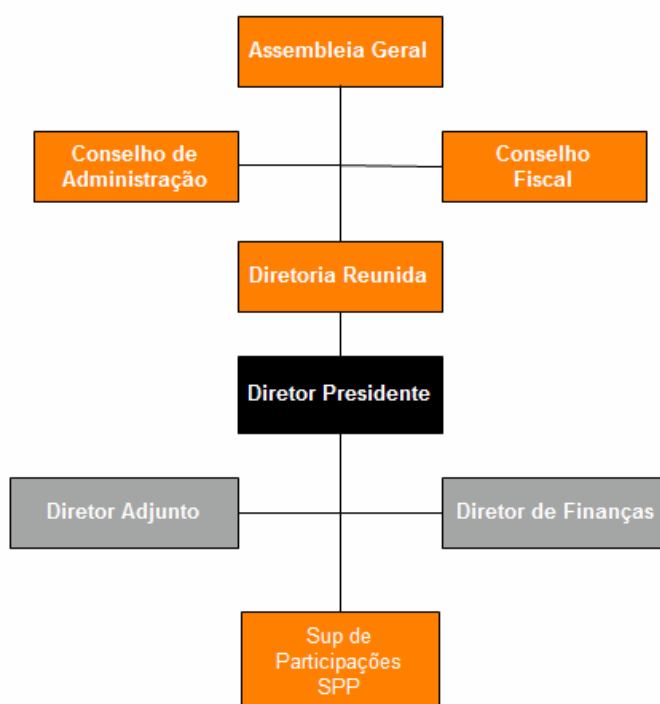 Assembleia Geral
Conselho de
Administração
Conselho
Fiscal
Diretoria Reunida
Diretor Presidente
Diretor Adjunto
Diretor de Finanças
Sup de
Participações
SPP